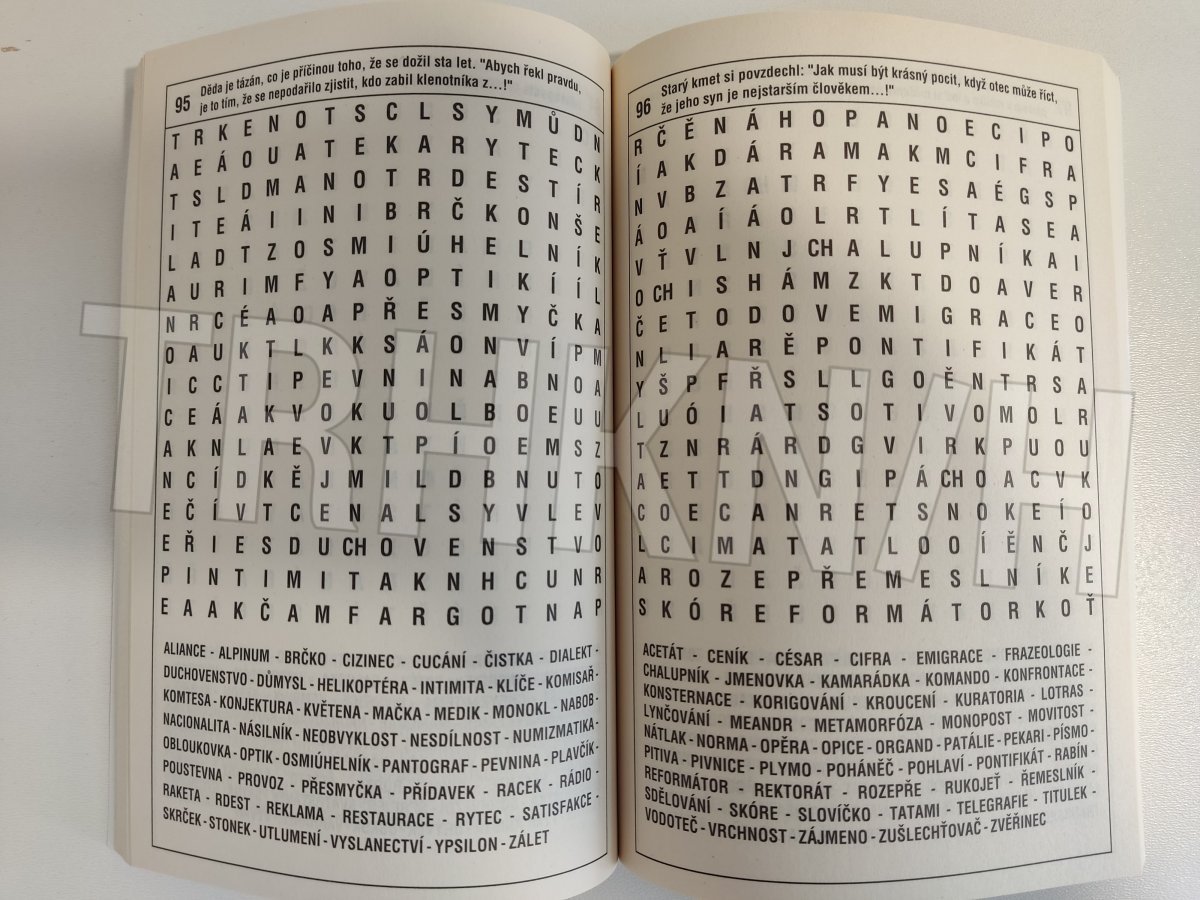 95 Děda je tázán, co je příčinou toho, že se dožil sta let. "Abych řekl pravdu,
je to tím, že se nepodařilo zjistit, kdo zabil klenotníka z...!"
T R K E N O T S C L S Y M Ů D N
A E Á O U A T E K A R Y T E C K
T S L D M A N O T R D E S T Í R
I T E Á I I N I B R Č K O N Š E
L A D T Z O S M I Ú H E L N Í K
A U R I M F Y A O P T I K Í Í L
N R C É A O A P Ř E S M Y Č K A
O A U K T L K K S Á O N V Í P M
I C C T I P E V N I N A B N O A
C E Á A K V O K U O L B O E U U
A K N L A E V K T P Í O E M S Z
N C Í D K Ě J M I L D B N U T O
E Č Í V T C E N A L S Y V L E V
E Ř I E S D U CH O V E N S T V O
P I N T I M I T A K N H C U N R
E A A K Č A M F A R G O T N A P
ALIANCE - ALPINUM - BRČKO - CIZINEC - CUCÁNÍ - ČISTKA - DIALEKT -
DUCHOVENSTVO - DŮMYSL - HELIKOPTÉRA - INTIMITA - KLÍČE - KOMISAŘ -
KOMTESA - KONJEKTURA - KVĚTENA - MAČKA - MEDIK - MONOKL - NABOB -
NACIONALITA - NÁSILNÍK - NEOBVYKLOST - NESDÍLNOST - NUMIZMATIKA -
OBLOUKOVKA - OPTIK - OSMIÚHELNÍK - PANTOGRAF - PEVNINA - PLAVČÍK -
POUSTEVNA - PROVOZ - PŘESMYČKA - PŘÍDAVEK - RACEK - RÁDIO -
RAKETA - RDEST - REKLAMA - RESTAURACE - RYTEC - SATISFAKCE -
SKRČEK - STONEK - UTLUMENÍ - VYSLANECTVÍ - YPSILON - ZÁLET
96 Starý kmet si povzdechl: "Jak musí být krásný pocit, když otec může říct,
že jeho syn je nejstarším člověkem...!"
R Č Ě N Á H O P A N O E C I P O
Í A K D Á R A M A K M C I F R A
N V B Z A T R F Y E S A É G S P
Á O A Í Á O L R T L Í T A S E A
V Ť V L N J CH A L U P N Í K A I
O CH I S H Á M Z K T D O A V E R
Č E T O D O V E M I G R A C E O
N L I A R Ě P O N T I F I K Á T
Y Š P F Ř S L L G O Ě N T R S A
L U Ó I A T S O T I V O M O L R
T Z N R Á R D G V I R K P U O U
A E T T D N G I P Á CH O A C V K
C O E C A N R E T S N O K E Í O
L C I M A T A T L O O Í Ě N Č J
A R O Z E P Ř E M E S L N Í K E
S K Ó R E F O R M Á T O R K O Ť
ACETÁT - CENÍK - CÉSAR - CIFRA - EMIGRACE - FRAZEOLOGIE -
CHALUPNÍK - JMENOVKA - KAMARÁDKA - KOMANDO - KONFRONTACE -
KONSTERNACE - KORIGOVÁNÍ - KROUCENÍ - KURATORIA - LOTRAS -
LYNČOVÁNÍ - MEANDR - METAMORFÓZA - MONOPOST - MOVITOST -
NÁTLAK - NORMA - OPĚRA - OPICE - ORGAND - PATÁLIE - PEKARI - PÍSMO -
PITIVA - PIVNICE - PLYMO - POHÁNĚČ - POHLAVÍ - PONTIFIKÁT - RABÍN -
REFORMÁTOR - REKTORÁT - ROZEPŘE - RUKOJEŤ - ŘEMESLNÍK -
SDĚLOVÁNÍ - SKÓRE - SLOVÍČKO - TATAMI - TELEGRAFIE - TITULEK -
VODOTEČ - VRCHNOST - ZÁJMENO - ZUŠLECHŤOVAČ - ZVĚŘINEC
TRHKNIH